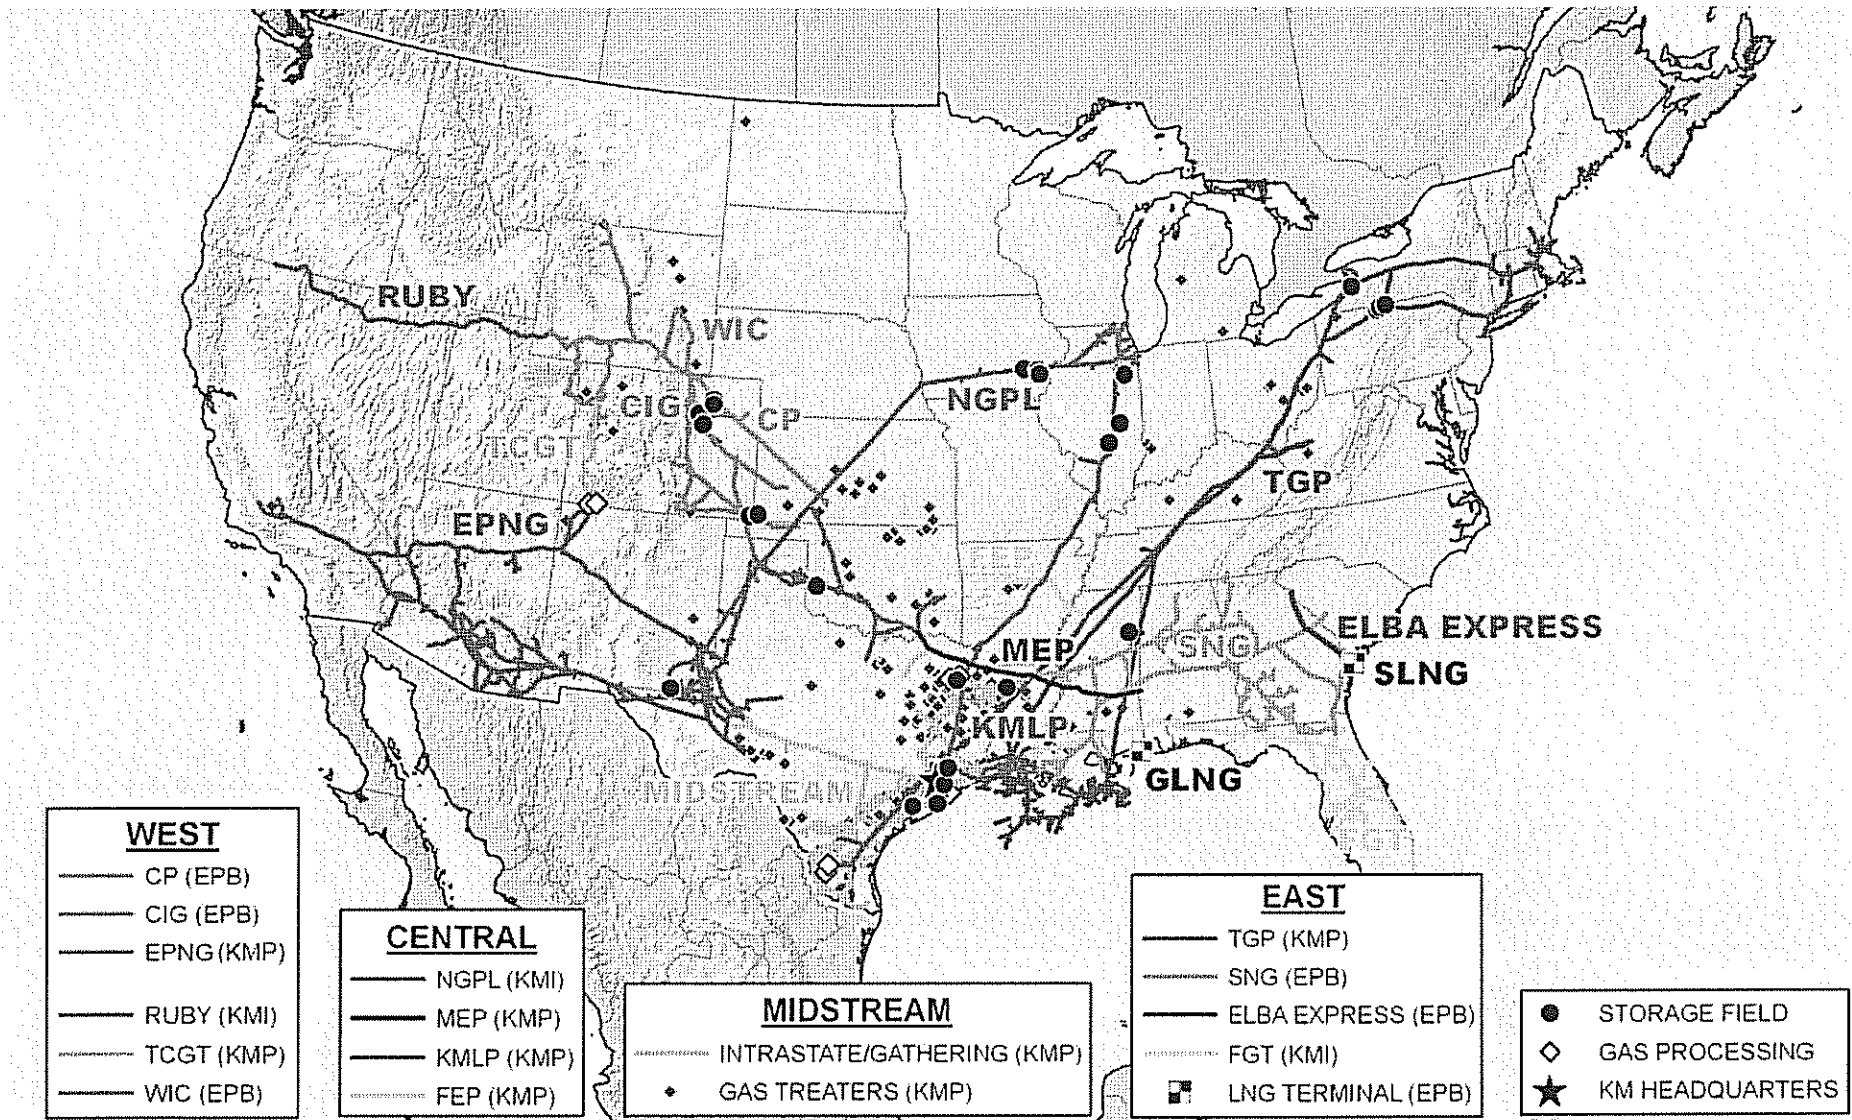 RUBY
WIC
NGPL
CIG
CP
TCGT
TGP
EPNG
FEP
ELBA EXPRESS
MEP
SNG
SLNG
KMLP
GLNG
MIDSTREAM
FGT
WEST
CP (EPB)
CIG (EPB)
EPNG (KMP)
RUBY (KMI)
TCGT (KMP)
WIC (EPB)
CENTRAL
NGPL (KMI)
MEP (KMP)
KMLP (KMP)
FEP (KMP)
MIDSTREAM
INTRASTATE/GATHERING (KMP)
GAS TREATERS (KMP)
EAST
TGP (KMP)
SNG (EPB)
ELBA EXPRESS (EPB)
FGT (KMI)
LNG TERMINAL (EPB)
STORAGE FIELD
GAS PROCESSING
KM HEADQUARTERS